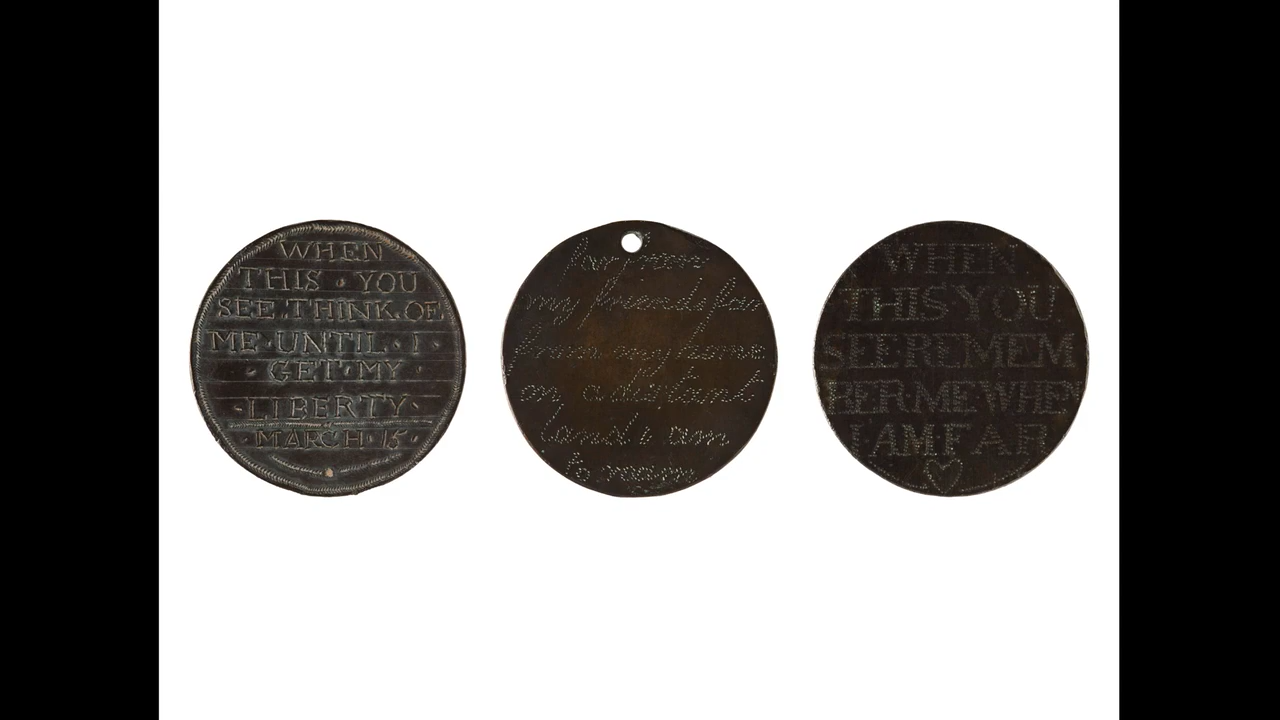 WHEN
THIS · YOU
SEE · THINK · OF
ME · UNTIL · I ·
· GET · MY
· LIBERTY ·
· MARCH · 15 ·
far from
my friends far
from my home
on a distant
land i am
to roam
WHEN
THIS YOU
SEE REMEM
BER ME WHEN
I AM FAR